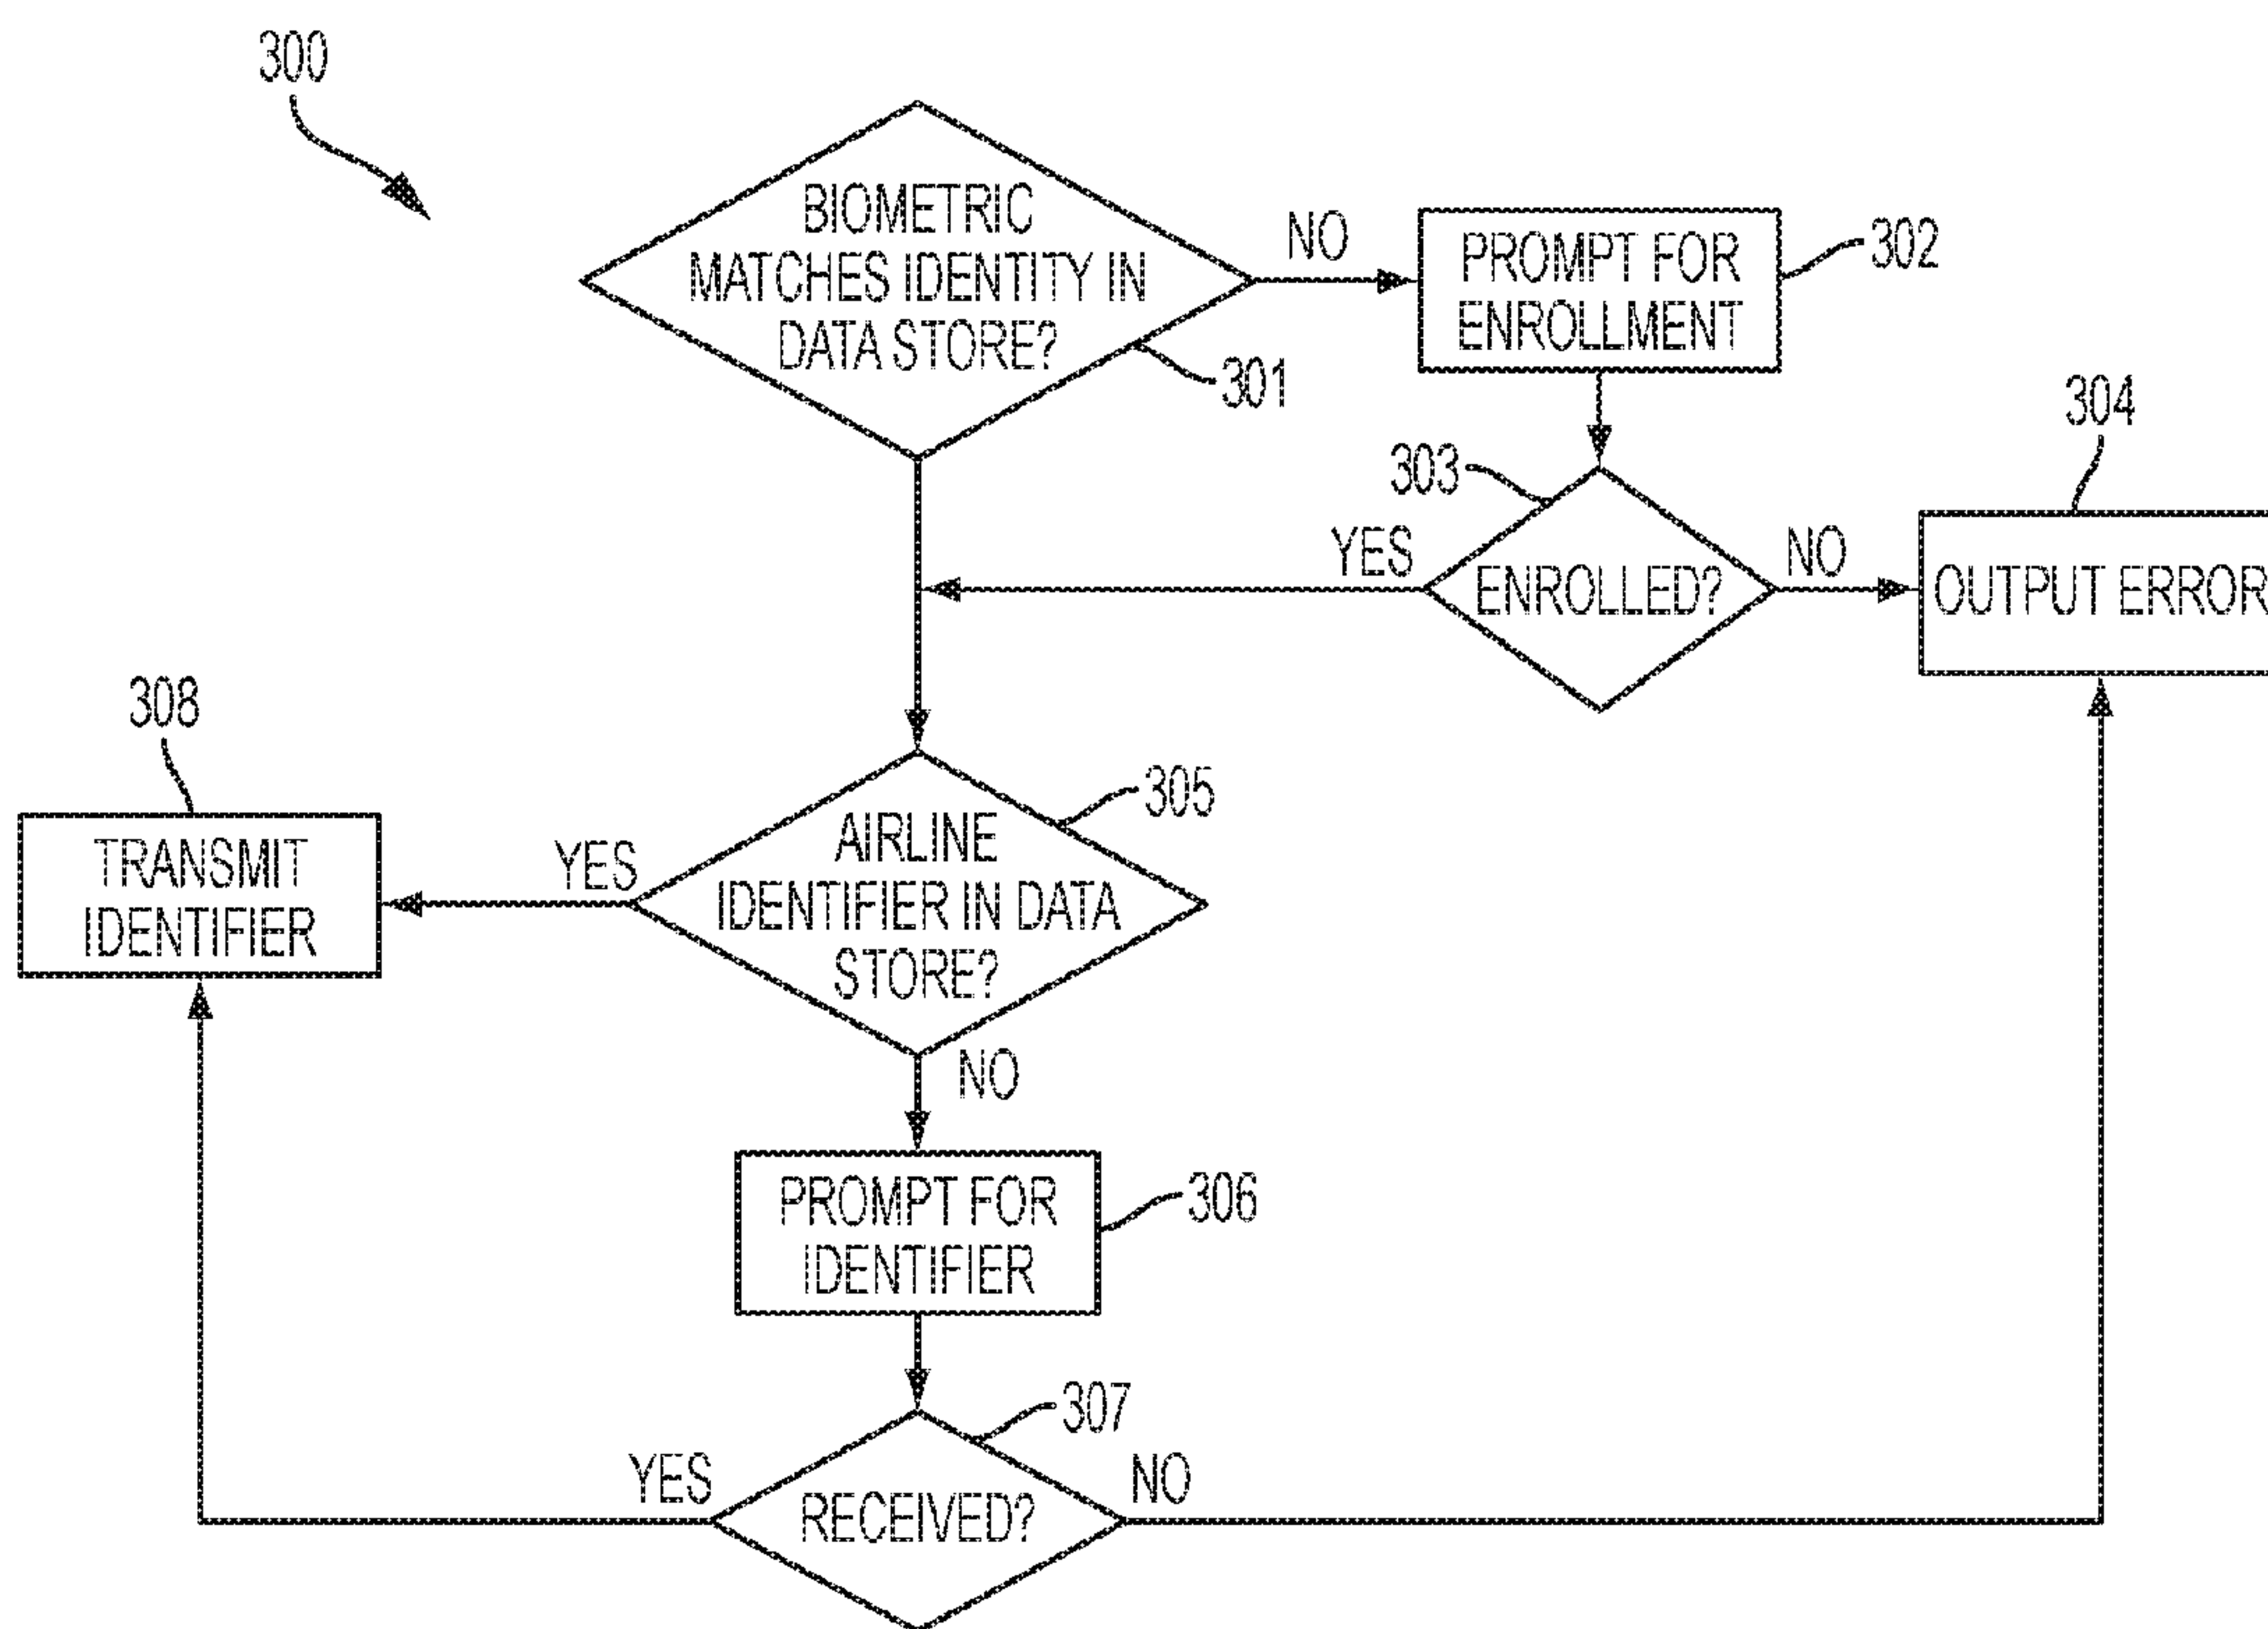 300
BIOMETRIC
MATCHES IDENTITY IN
DATA STORE?
301
NO
PROMPT FOR
ENROLLMENT
302
303
ENROLLED?
YES
NO
304
OUTPUT ERROR
305
AIRLINE
IDENTIFIER IN DATA
STORE?
YES
308
TRANSMIT
IDENTIFIER
NO
PROMPT FOR
IDENTIFIER
306
307
RECEIVED?
YES
NO